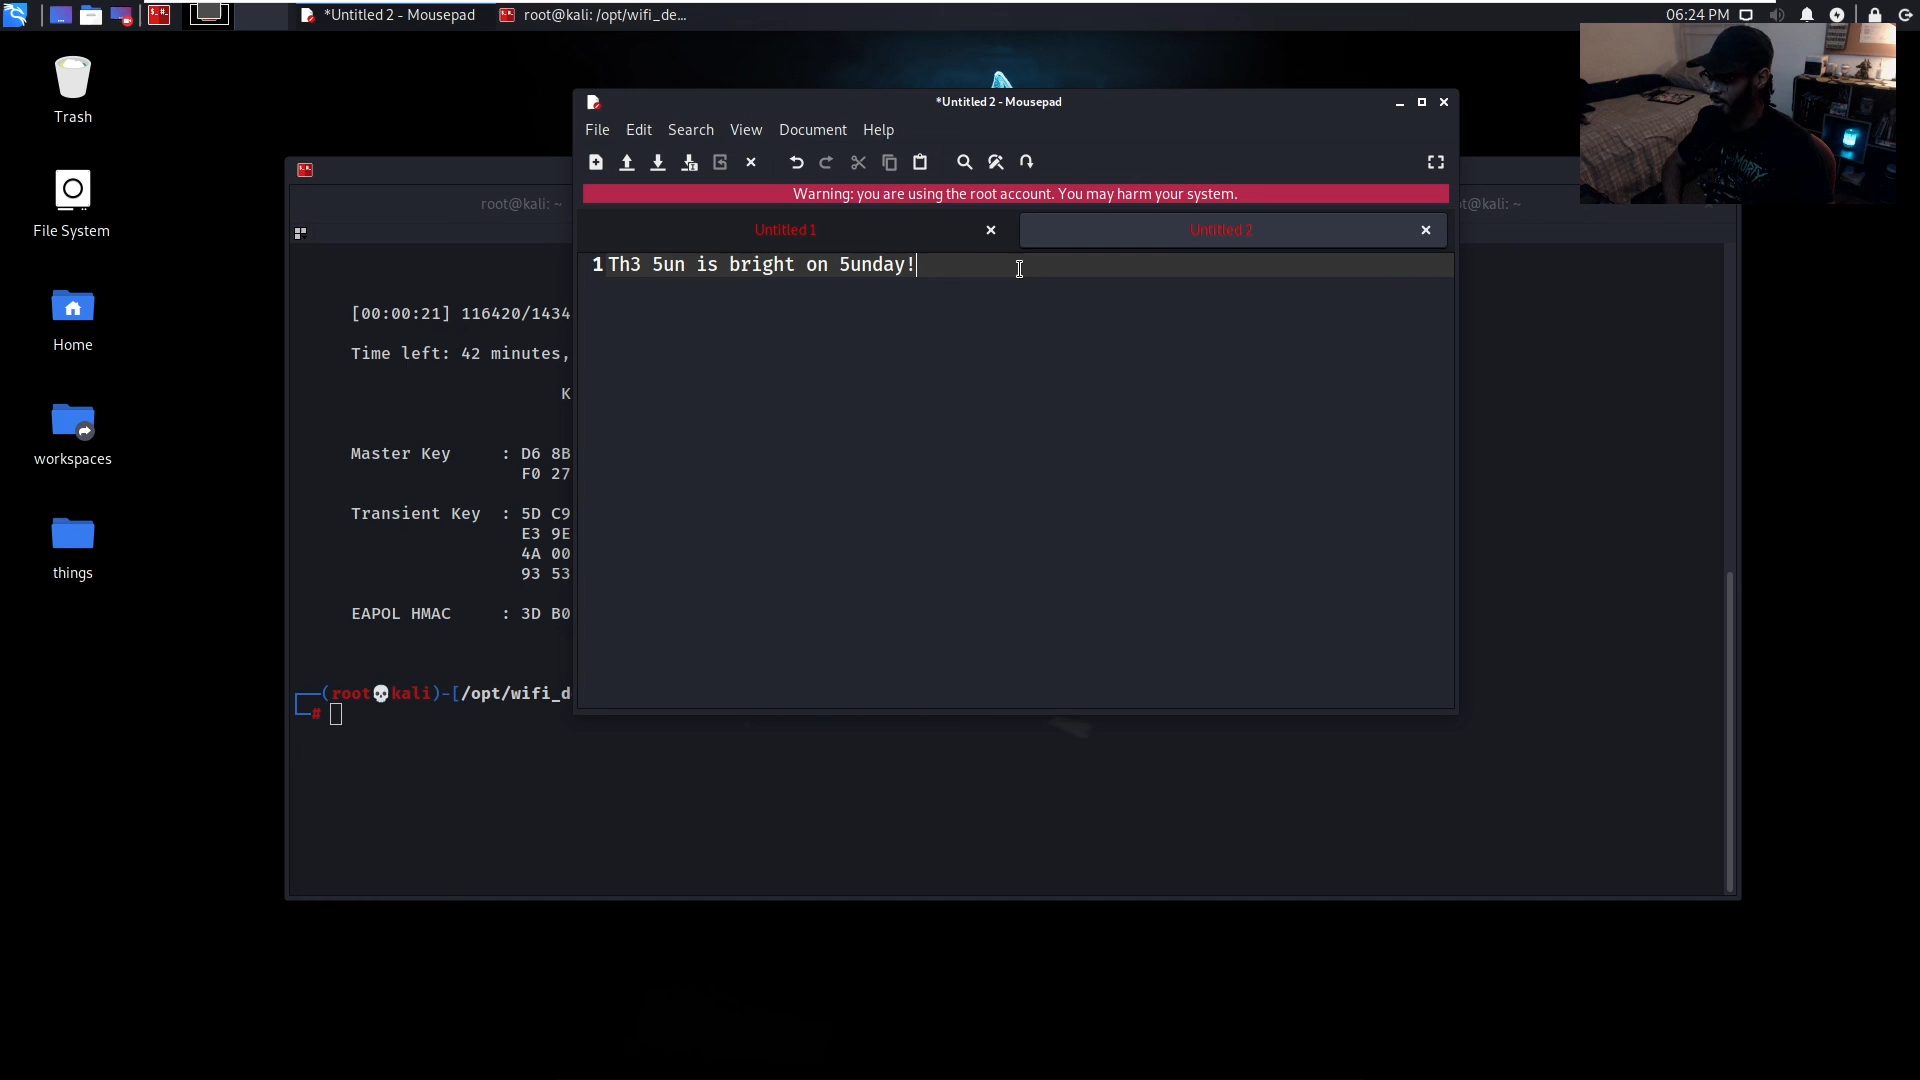 *Untitled 2 - Mousepad
root@kali: /opt/wifi_de...
06:24 PM
Trash
File System
Home
workspaces
things
*Untitled 2 - Mousepad
File Edit Search View Document Help
Warning: you are using the root account. You may harm your system.
Untitled 1
Untitled 2
1 Th3 5un is bright on 5unday!
root@kali: ~
t@kali: ~
[00:00:21] 116420/1434
Time left: 42 minutes,
K
Master Key : D6 8B
F0 27
Transient Key : 5D C9
E3 9E
4A 00
93 53
EAPOL HMAC : 3D B0
(root💀kali)-[/opt/wifi_d
#